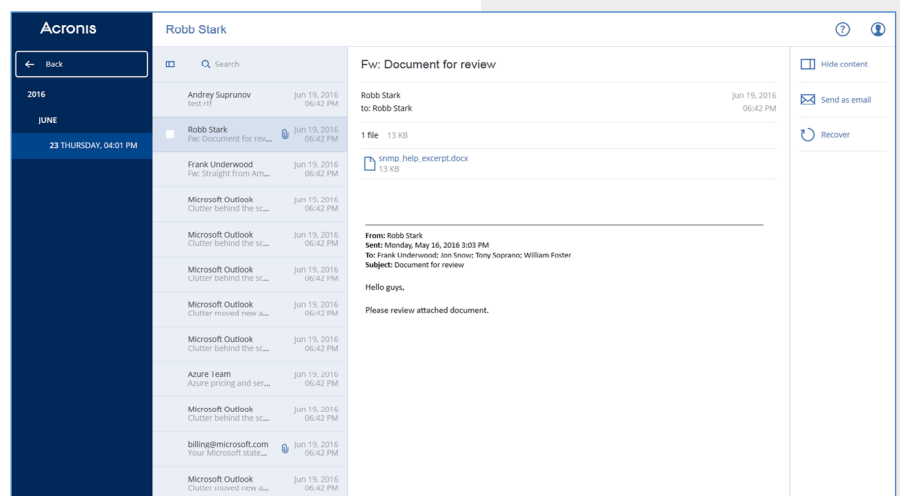 Acronis
Robb Stark
Back
2016
JUNE
23 THURSDAY, 04:01 PM
Search
Andrey Suprunov Jun 19, 2016
test rtf 06:42 PM
Robb Stark Jun 19, 2016
Fw: Document for rev... 06:42 PM
Frank Underwood Jun 19, 2016
Fw: Straight from Am... 06:42 PM
Microsoft Outlook Jun 19, 2016
Clutter behind the sc... 06:42 PM
Microsoft Outlook Jun 19, 2016
Clutter behind the sc... 06:42 PM
Microsoft Outlook Jun 19, 2016
Clutter behind the sc... 06:42 PM
Microsoft Outlook Jun 19, 2016
Clutter moved new a... 06:42 PM
Microsoft Outlook Jun 19, 2016
Clutter behind the sc... 06:42 PM
Azure Team Jun 19, 2016
Azure pricing and ser... 06:42 PM
Microsoft Outlook Jun 19, 2016
Clutter behind the sc... 06:42 PM
billing@microsoft.com Jun 19, 2016
Your Microsoft state... 06:42 PM
Microsoft Outlook Jun 19, 2016
Clutter moved new a... 06:42 PM
Fw: Document for review
Robb Stark Jun 19, 2016
to: Robb Stark 06:42 PM
1 file 13 KB
snmp_help_excerpt.docx
13 KB
From: Robb Stark
Sent: Monday, May 16, 2016 3:03 PM
To: Frank Underwood; Jon Snow; Tony Soprano; William Foster
Subject: Document for review
Hello guys,
Please review attached document.
Hide content
Send as email
Recover